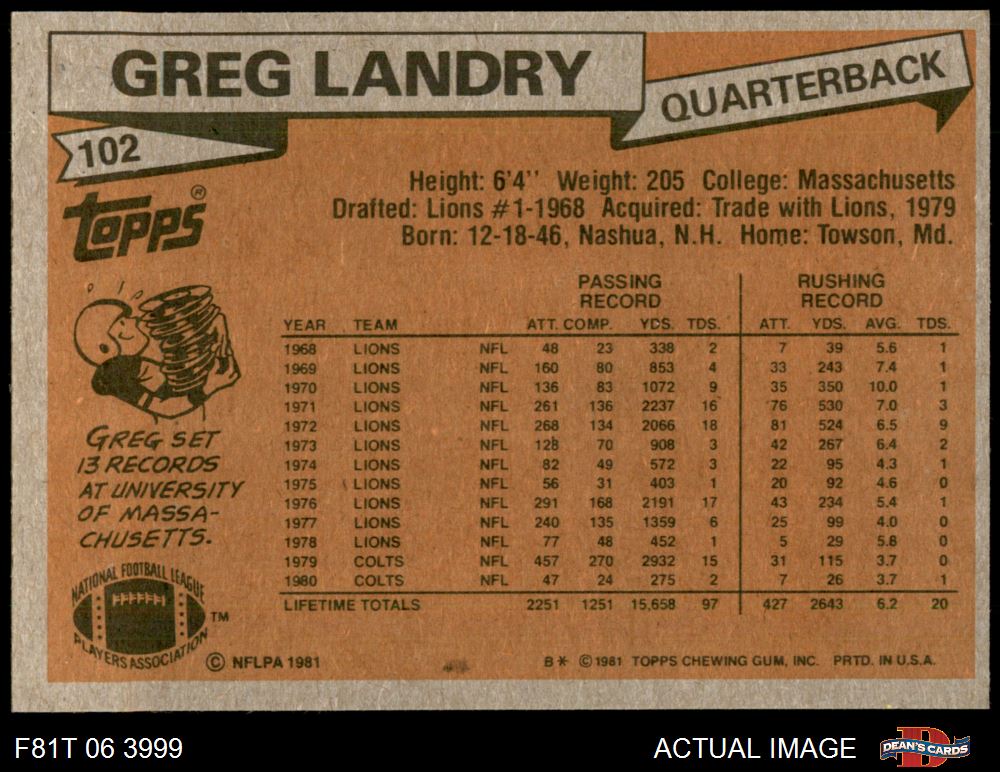 GREG LANDRY
QUARTERBACK
102
Topps®
Height: 6'4'' Weight: 205 College: Massachusetts
Drafted: Lions #1-1968 Acquired: Trade with Lions, 1979
Born: 12-18-46, Nashua, N.H. Home: Towson, Md.
PASSING RECORD RUSHING RECORD
YEAR TEAM ATT. COMP. YDS. TDS. ATT. YDS. AVG. TDS.
1968 LIONS NFL 48 23 338 2 7 39 5.6 1
1969 LIONS NFL 160 80 853 4 33 243 7.4 1
1970 LIONS NFL 136 83 1072 9 35 350 10.0 1
1971 LIONS NFL 261 136 2237 16 76 530 7.0 3
1972 LIONS NFL 268 134 2066 18 81 524 6.5 9
1973 LIONS NFL 128 70 908 3 42 267 6.4 2
1974 LIONS NFL 82 49 572 3 22 95 4.3 1
1975 LIONS NFL 56 31 403 1 20 92 4.6 0
1976 LIONS NFL 291 168 2191 17 43 234 5.4 1
1977 LIONS NFL 240 135 1359 6 25 99 4.0 0
1978 LIONS NFL 77 48 452 1 5 29 5.8 0
1979 COLTS NFL 457 270 2932 15 31 115 3.7 0
1980 COLTS NFL 47 24 275 2 7 26 3.7 1
LIFETIME TOTALS 2251 1251 15,658 97 427 2643 6.2 20
GREG SET
13 RECORDS
AT UNIVERSITY
OF MASSA-
CHUSETTS.
NATIONAL FOOTBALL LEAGUE
PLAYERS ASSOCIATION
TM
© NFLPA 1981
B* © 1981 TOPPS CHEWING GUM, INC. PRTD. IN U.S.A.
F81T 06 3999
ACTUAL IMAGE
DEAN'S CARDS